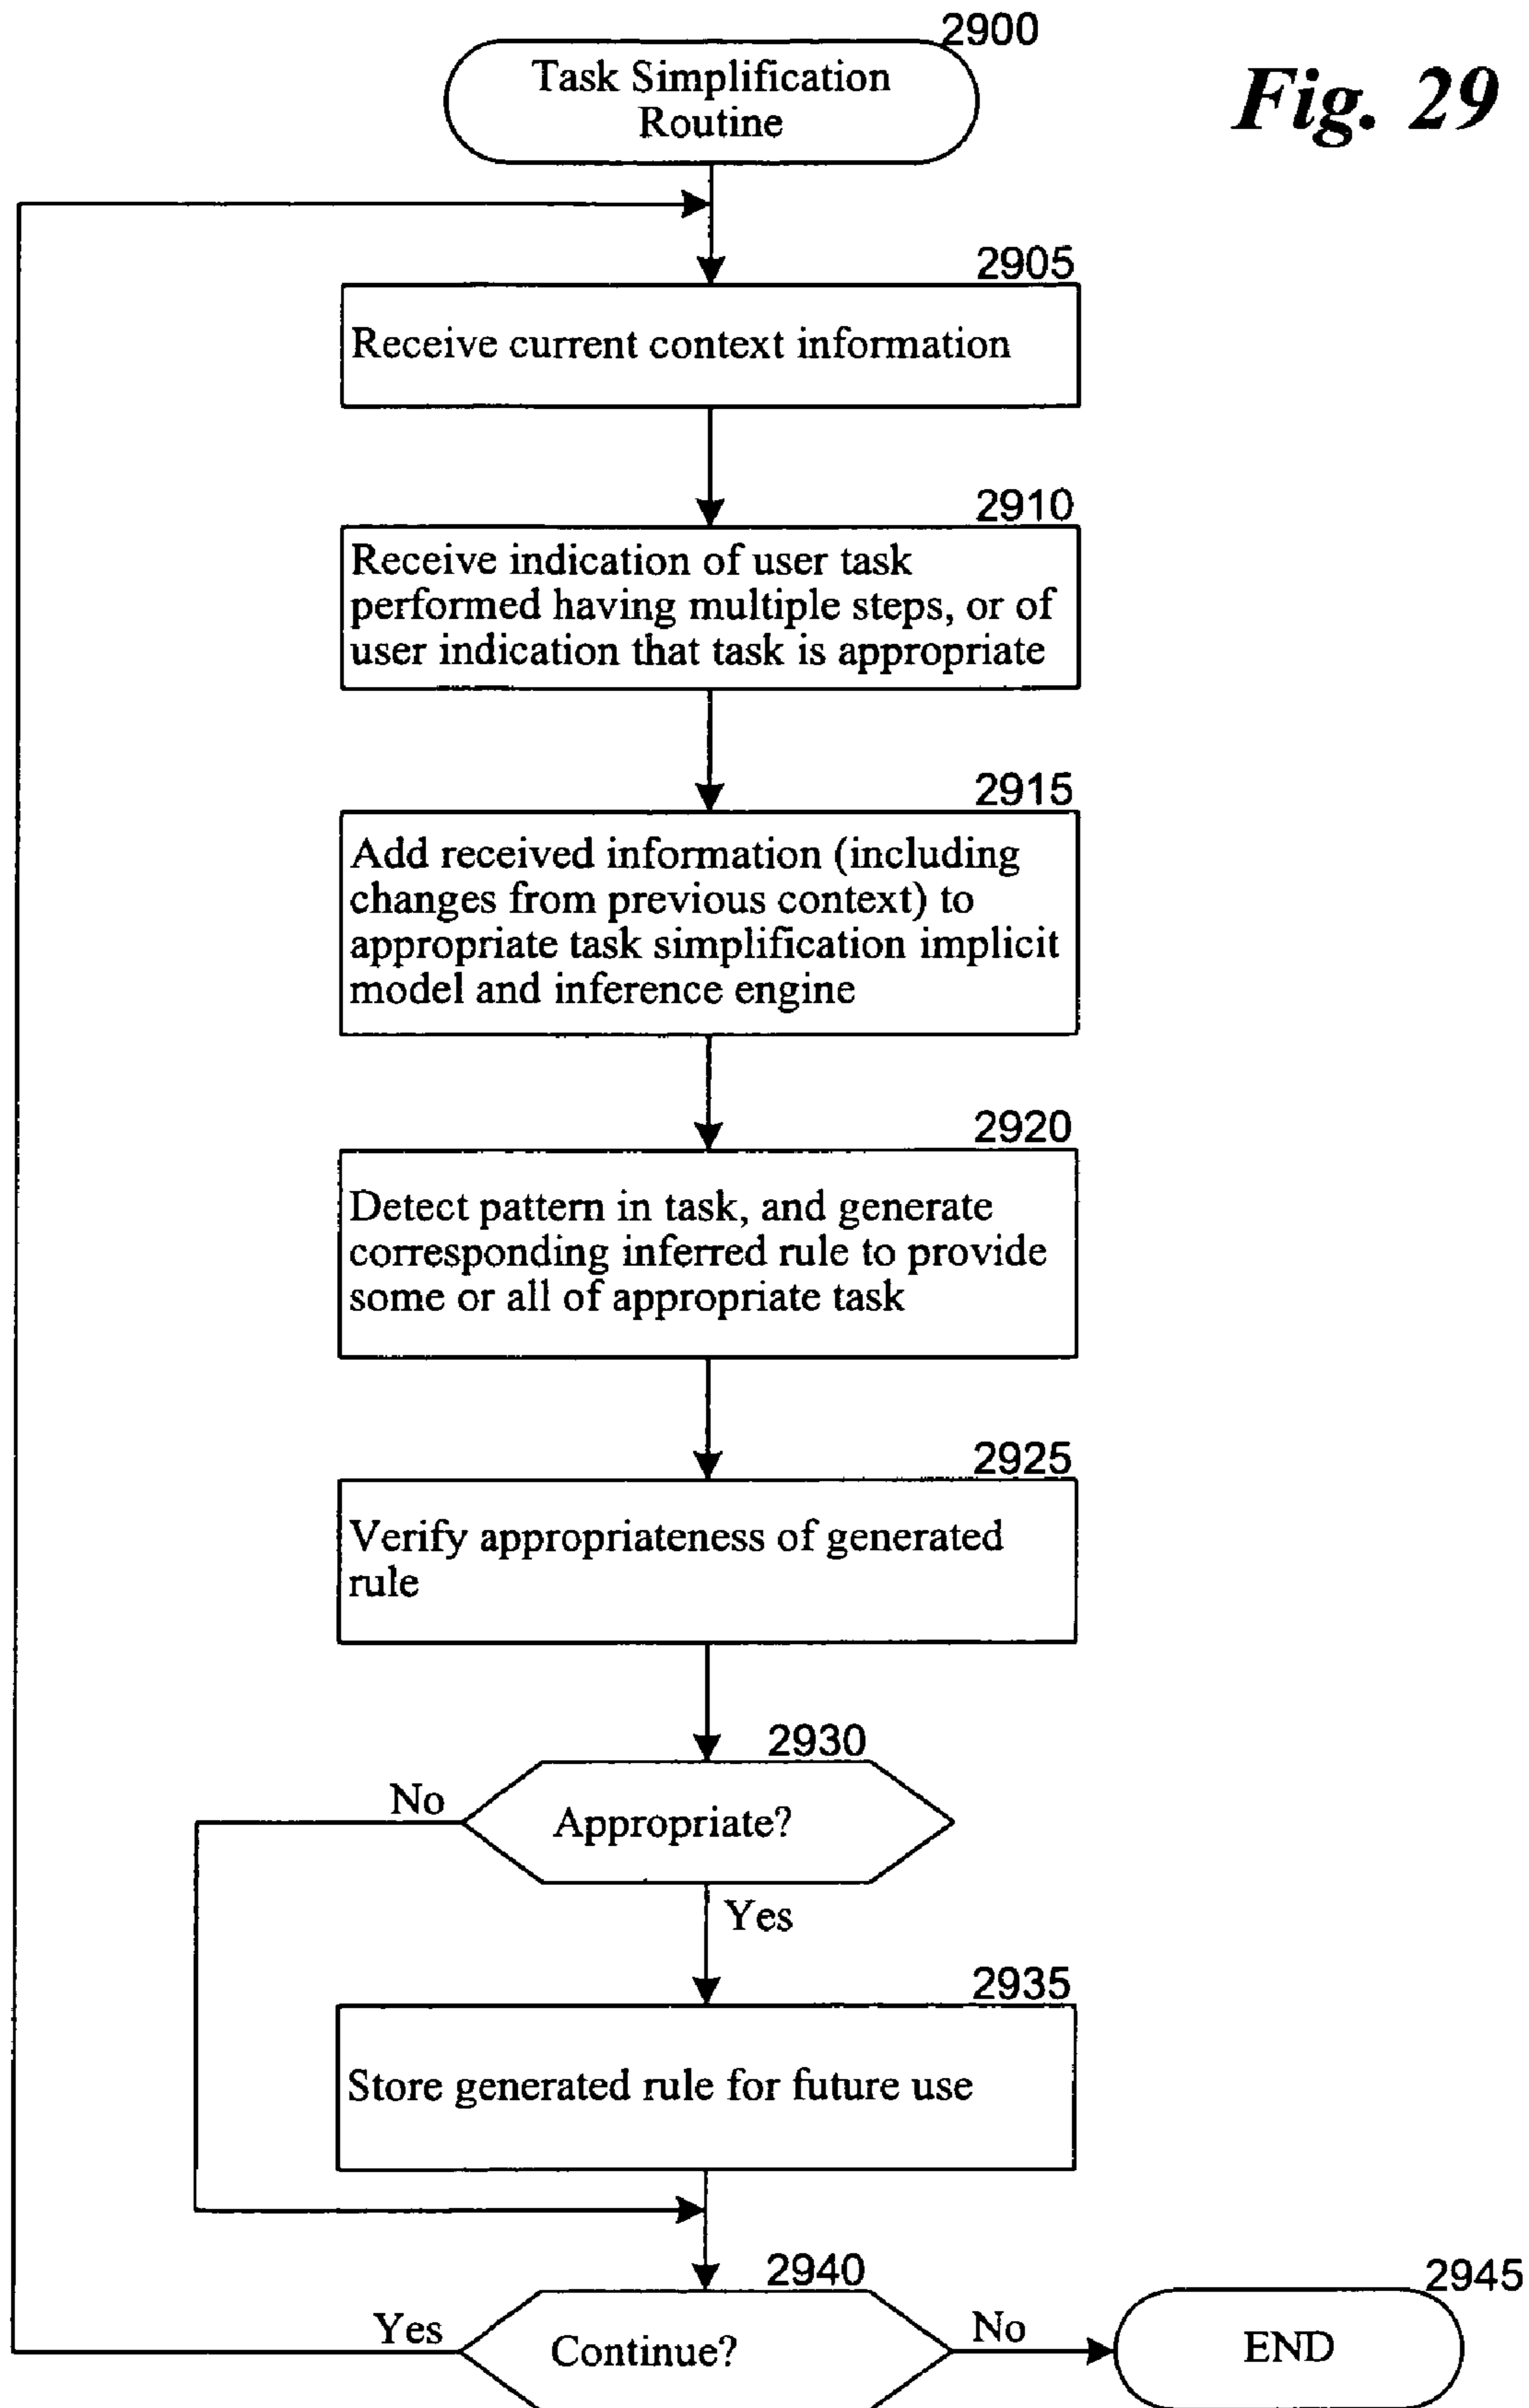 2900
Task Simplification
Routine
Fig. 29
2905
Receive current context information
2910
Receive indication of user task
performed having multiple steps, or of
user indication that task is appropriate
2915
Add received information (including
changes from previous context) to
appropriate task simplification implicit
model and inference engine
2920
Detect pattern in task, and generate
corresponding inferred rule to provide
some or all of appropriate task
2925
Verify appropriateness of generated
rule
2930
No
Appropriate?
Yes
2935
Store generated rule for future use
2940
2945
Yes
Continue?
No
END